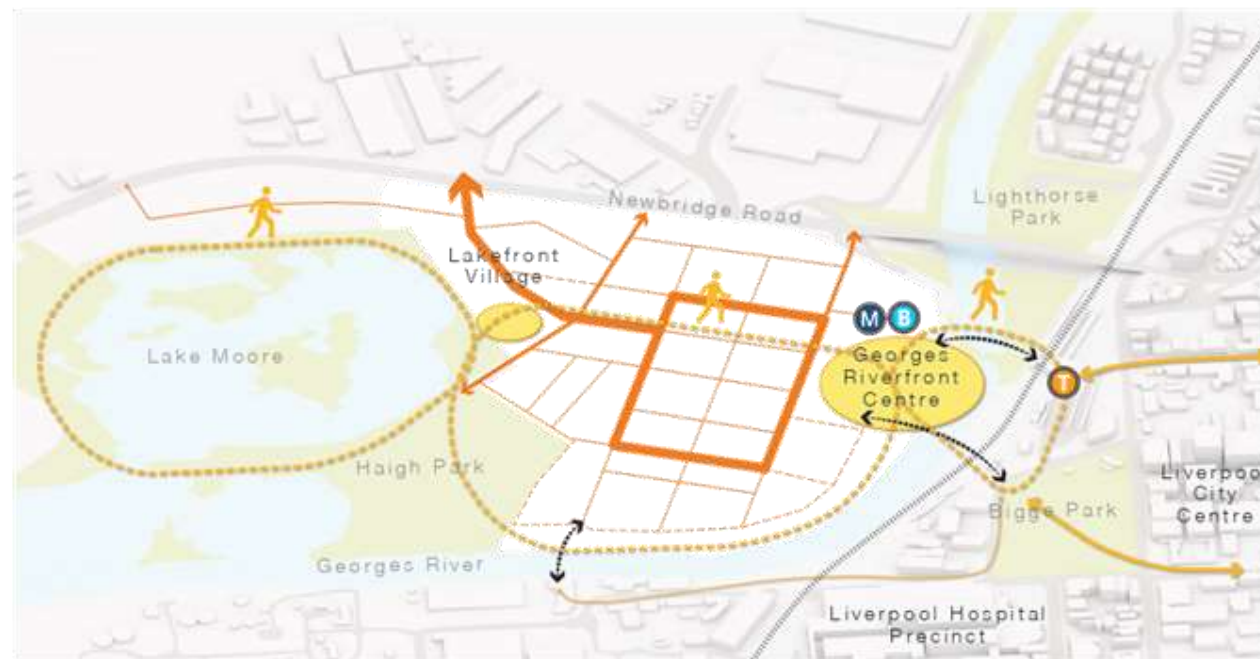 Newbridge Road
Lighthorse
Park
Lakefront
Village
M
B
Lake Moore
Georges
Riverfront
Centre
T
Haigh Park
Liverpool
City
Centre
Bigge Park
Georges River
Liverpool Hospital
Precinct